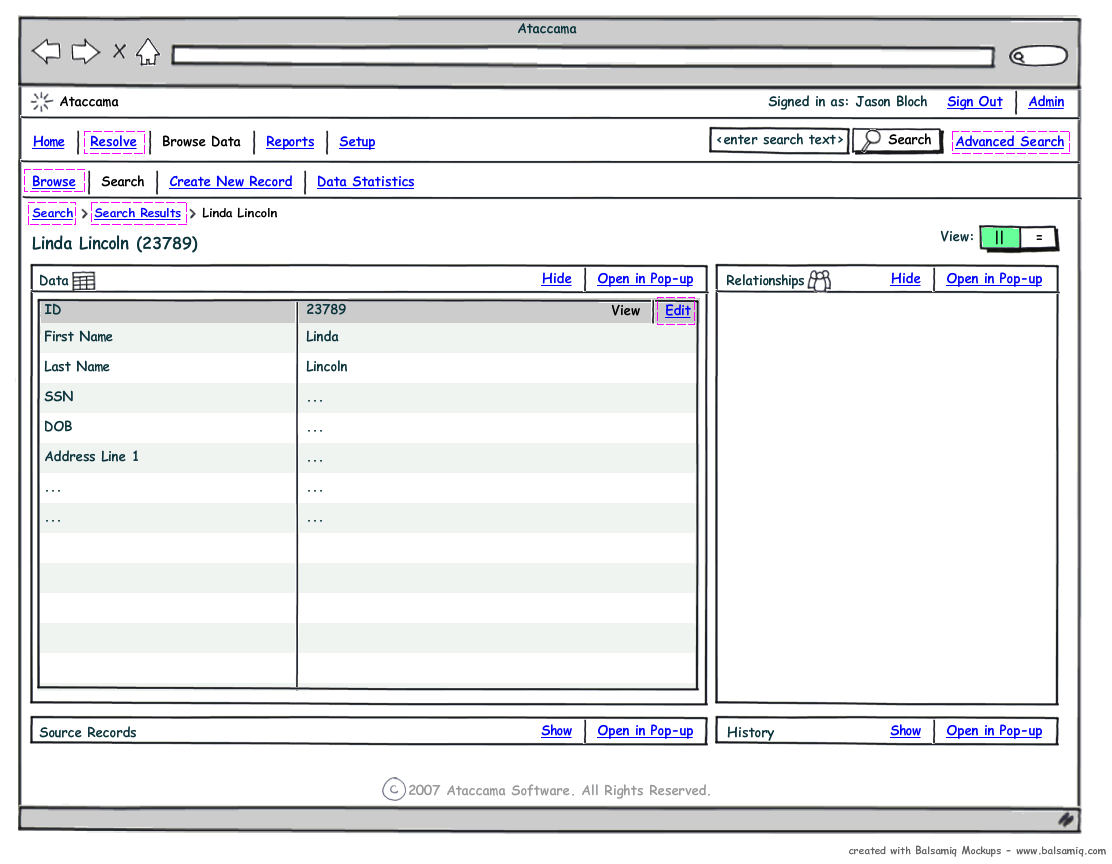 Ataccama
Ataccama Signed in as: Jason Bloch Sign Out Admin
Home Resolve Browse Data Reports Setup <enter search text> Search Advanced Search
Browse Search Create New Record Data Statistics
Search > Search Results > Linda Lincoln
Linda Lincoln (23789) View: || =
Data Hide Open in Pop-up Relationships Hide Open in Pop-up
ID 23789 View Edit
First Name Linda
Last Name Lincoln
SSN ...
DOB ...
Address Line 1 ...
... ...
... ...
Source Records Show Open in Pop-up History Show Open in Pop-up
© 2007 Ataccama Software. All Rights Reserved.
created with Balsamiq Mockups - www.balsamiq.com